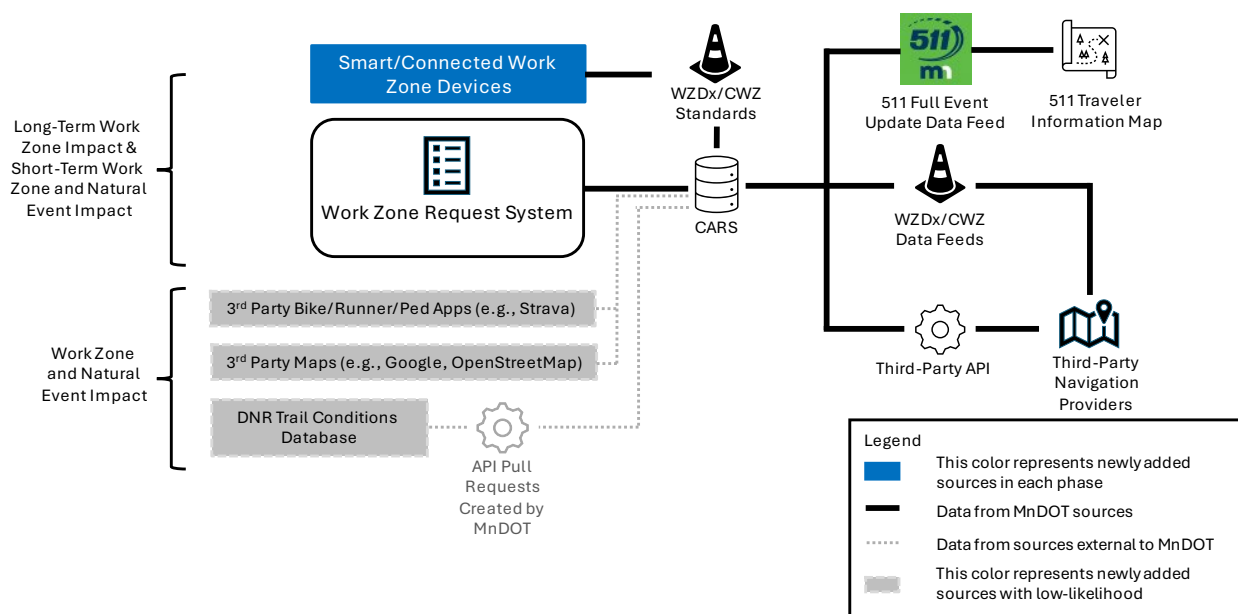 Long-Term Work
Zone Impact &
Short-Term Work
Zone and Natural
Event Impact
Smart/Connected Work
Zone Devices
Work Zone Request System
WZDx/CWZ
Standards
CARS
511
mn
511 Full Event
Update Data Feed
511 Traveler
Information Map
WZDx/CWZ
Data Feeds
Third-Party API
Third-Party
Navigation
Providers
Work Zone
and Natural
Event Impact
3rd Party Bike/Runner/Ped Apps (e.g., Strava)
3rd Party Maps (e.g., Google, OpenStreetMap)
DNR Trail Conditions
Database
API Pull
Requests
Created by
MnDOT
Legend
This color represents newly added
sources in each phase
Data from MnDOT sources
Data from sources external to MnDOT
This color represents newly added
sources with low-likelihood